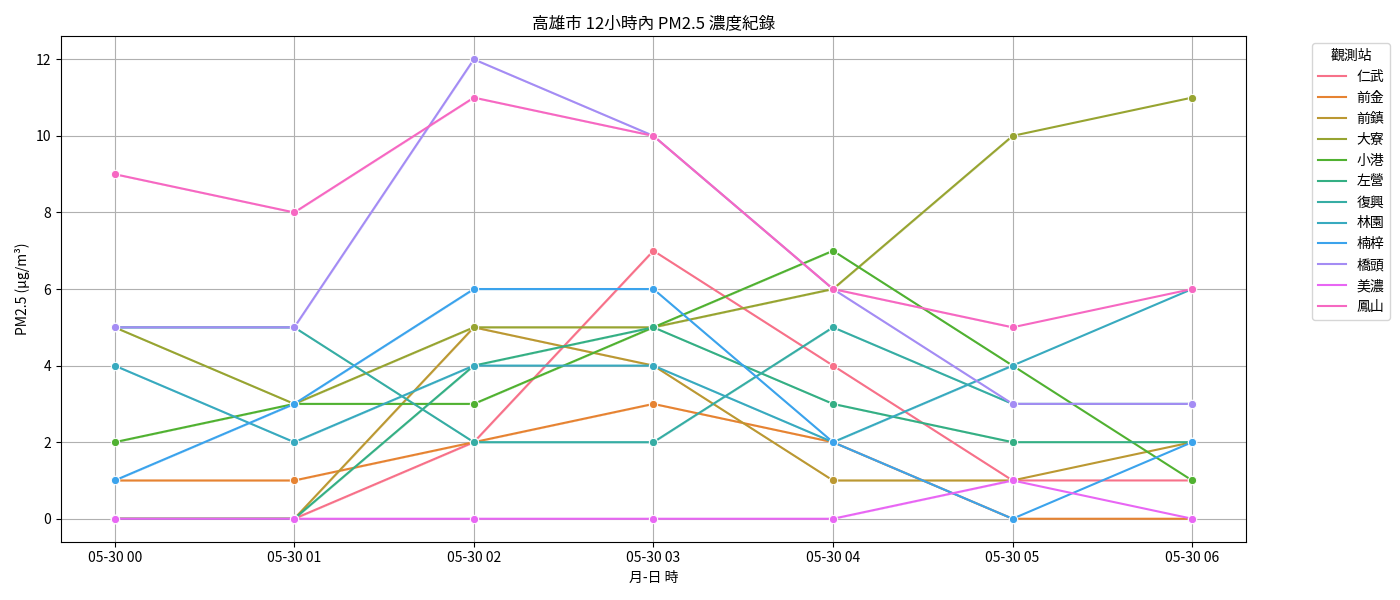 高雄市 12小時內 PM2.5 濃度紀錄
PM2.5 (μg/m³)
12
10
8
6
4
2
0
05-30 00
05-30 01
05-30 02
05-30 03
05-30 04
05-30 05
05-30 06
月-日 時
觀測站
仁武
前金
前鎮
大寮
小港
左營
復興
林園
楠梓
橋頭
美濃
鳳山